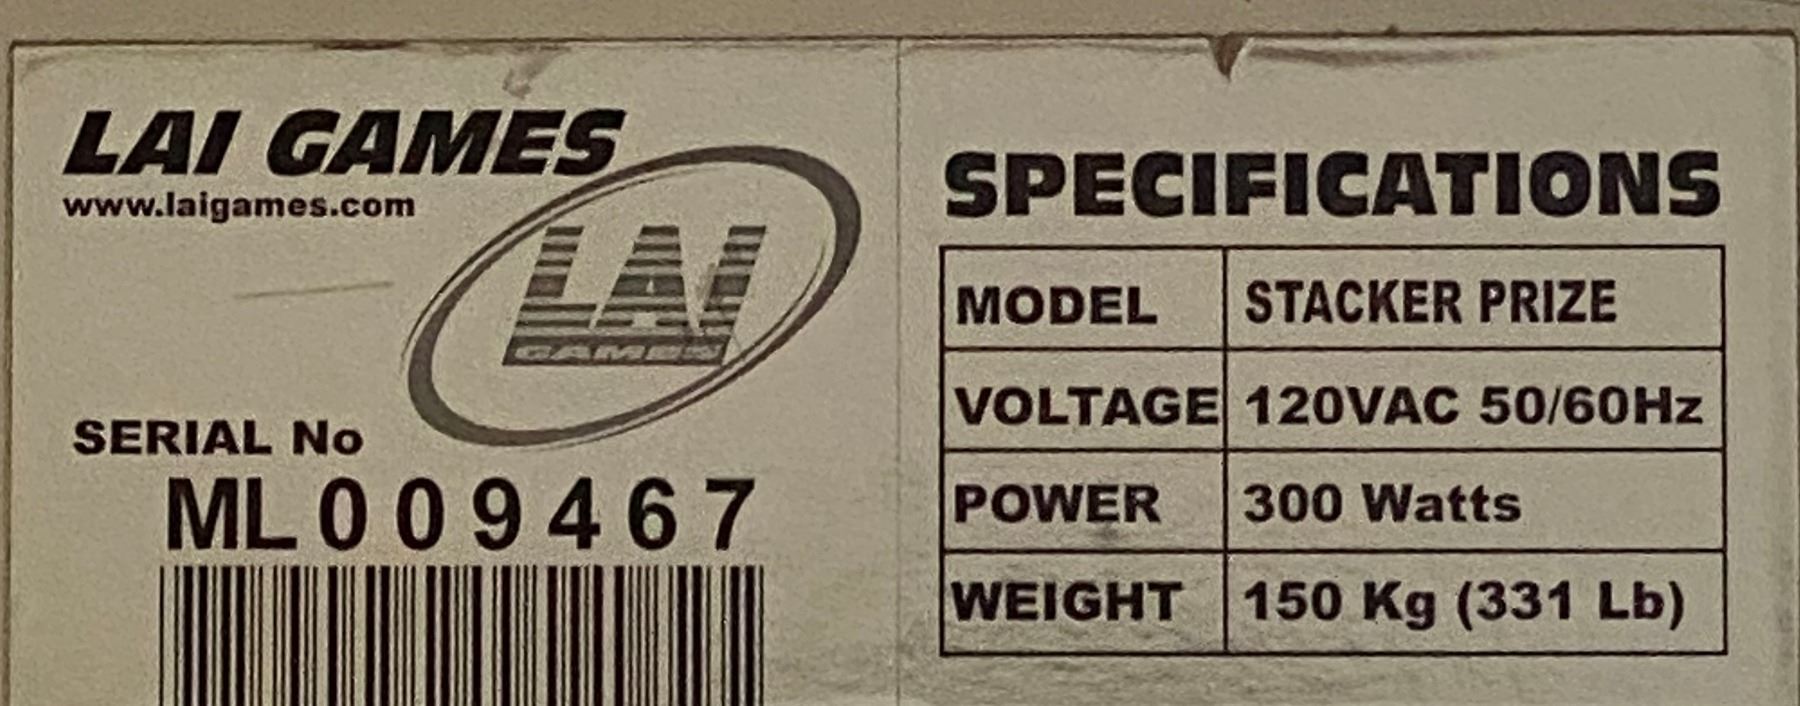 LAI GAMES
www.laigames.com
LAI
GAMES
SERIAL No
ML009467
SPECIFICATIONS
MODEL STACKER PRIZE
VOLTAGE 120VAC 50/60Hz
POWER 300 Watts
WEIGHT 150 Kg (331 Lb)